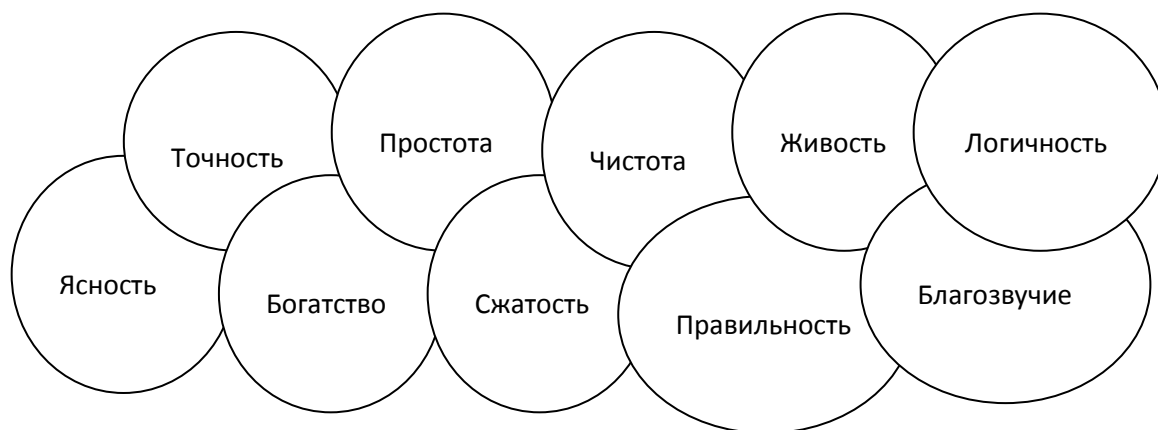 Точность
Простота
Чистота
Живость
Логичность
Ясность
Богатство
Сжатость
Правильность
Благозвучие